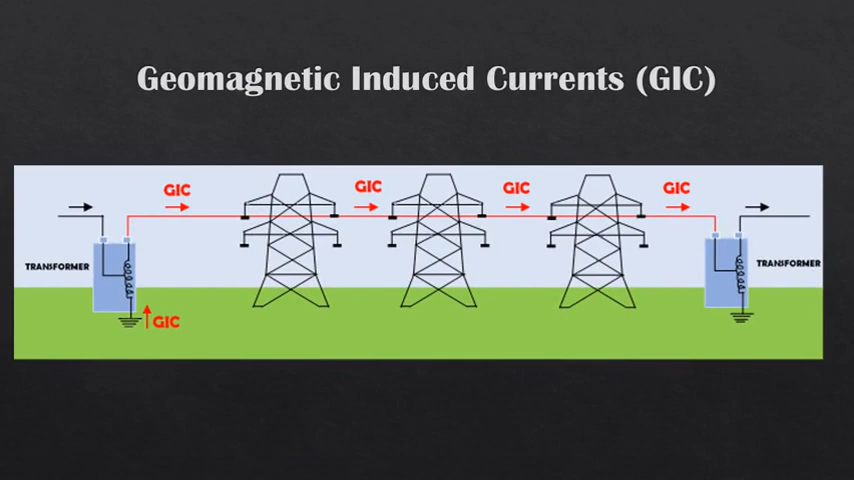 Geomagnetic Induced Currents (GIC)
GIC
GIC
GIC
GIC
TRANSFORMER
TRANSFORMER
GIC